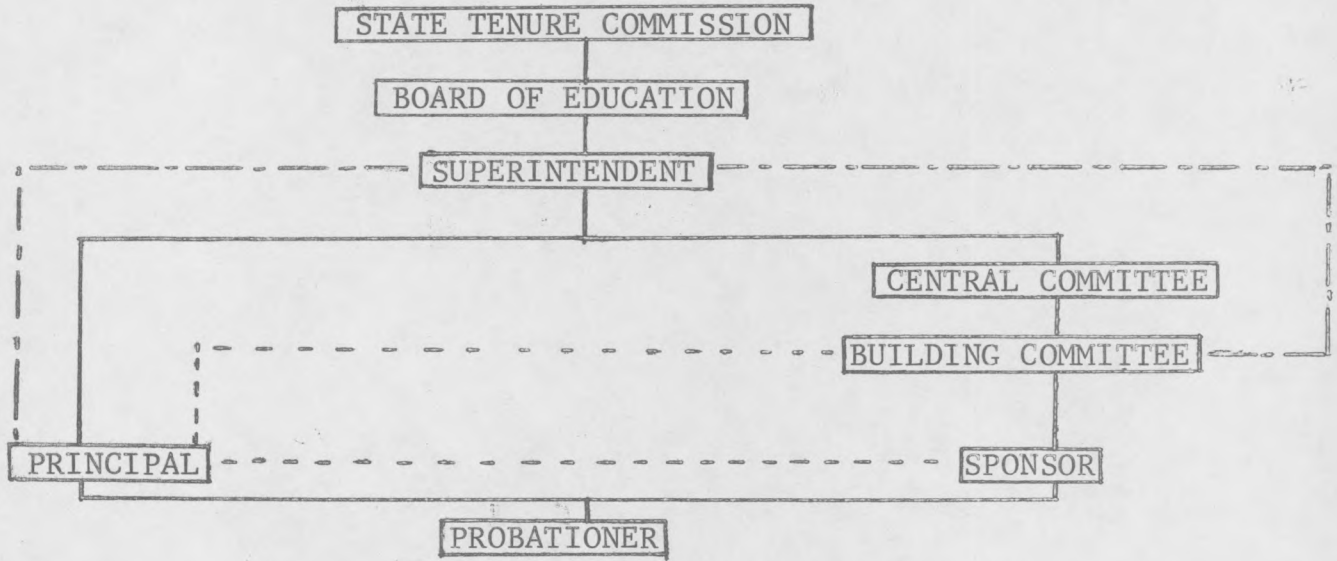 STATE TENURE COMMISSION
BOARD OF EDUCATION
SUPERINTENDENT
CENTRAL COMMITTEE
BUILDING COMMITTEE
PRINCIPAL
SPONSOR
PROBATIONER